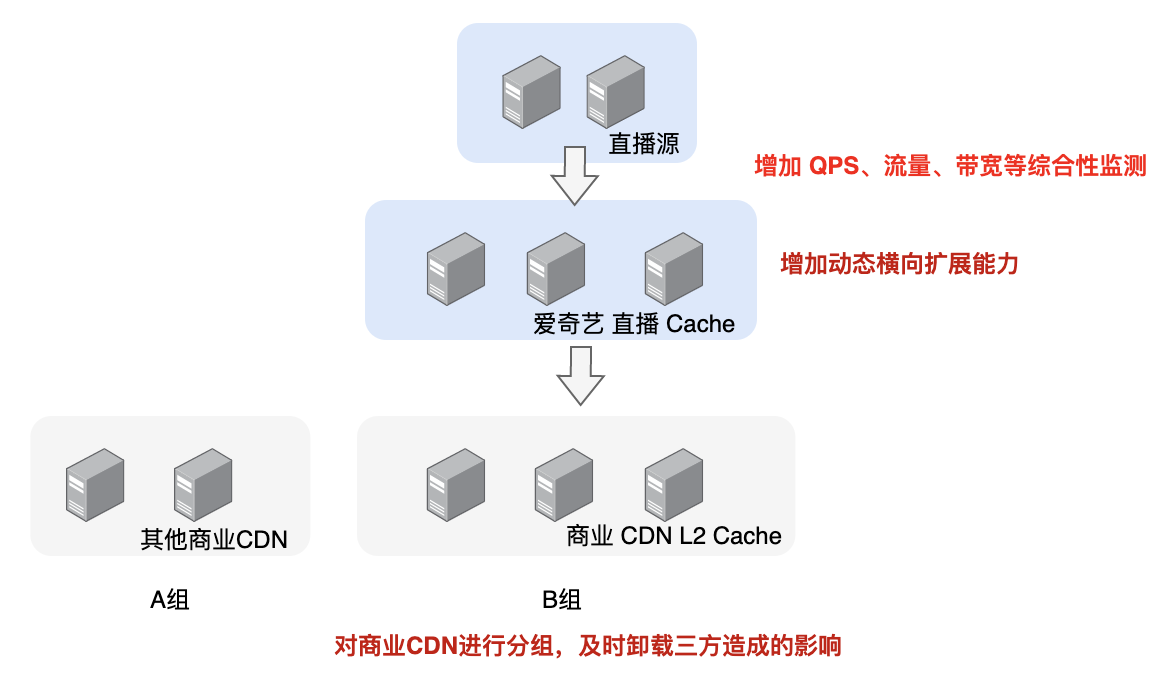 直播源
增加 QPS、流量、带宽等综合性监测
增加动态横向扩展能力
爱奇艺 直播 Cache
其他商业CDN
商业 CDN L2 Cache
A组
B组
对商业CDN进行分组，及时卸载三方造成的影响